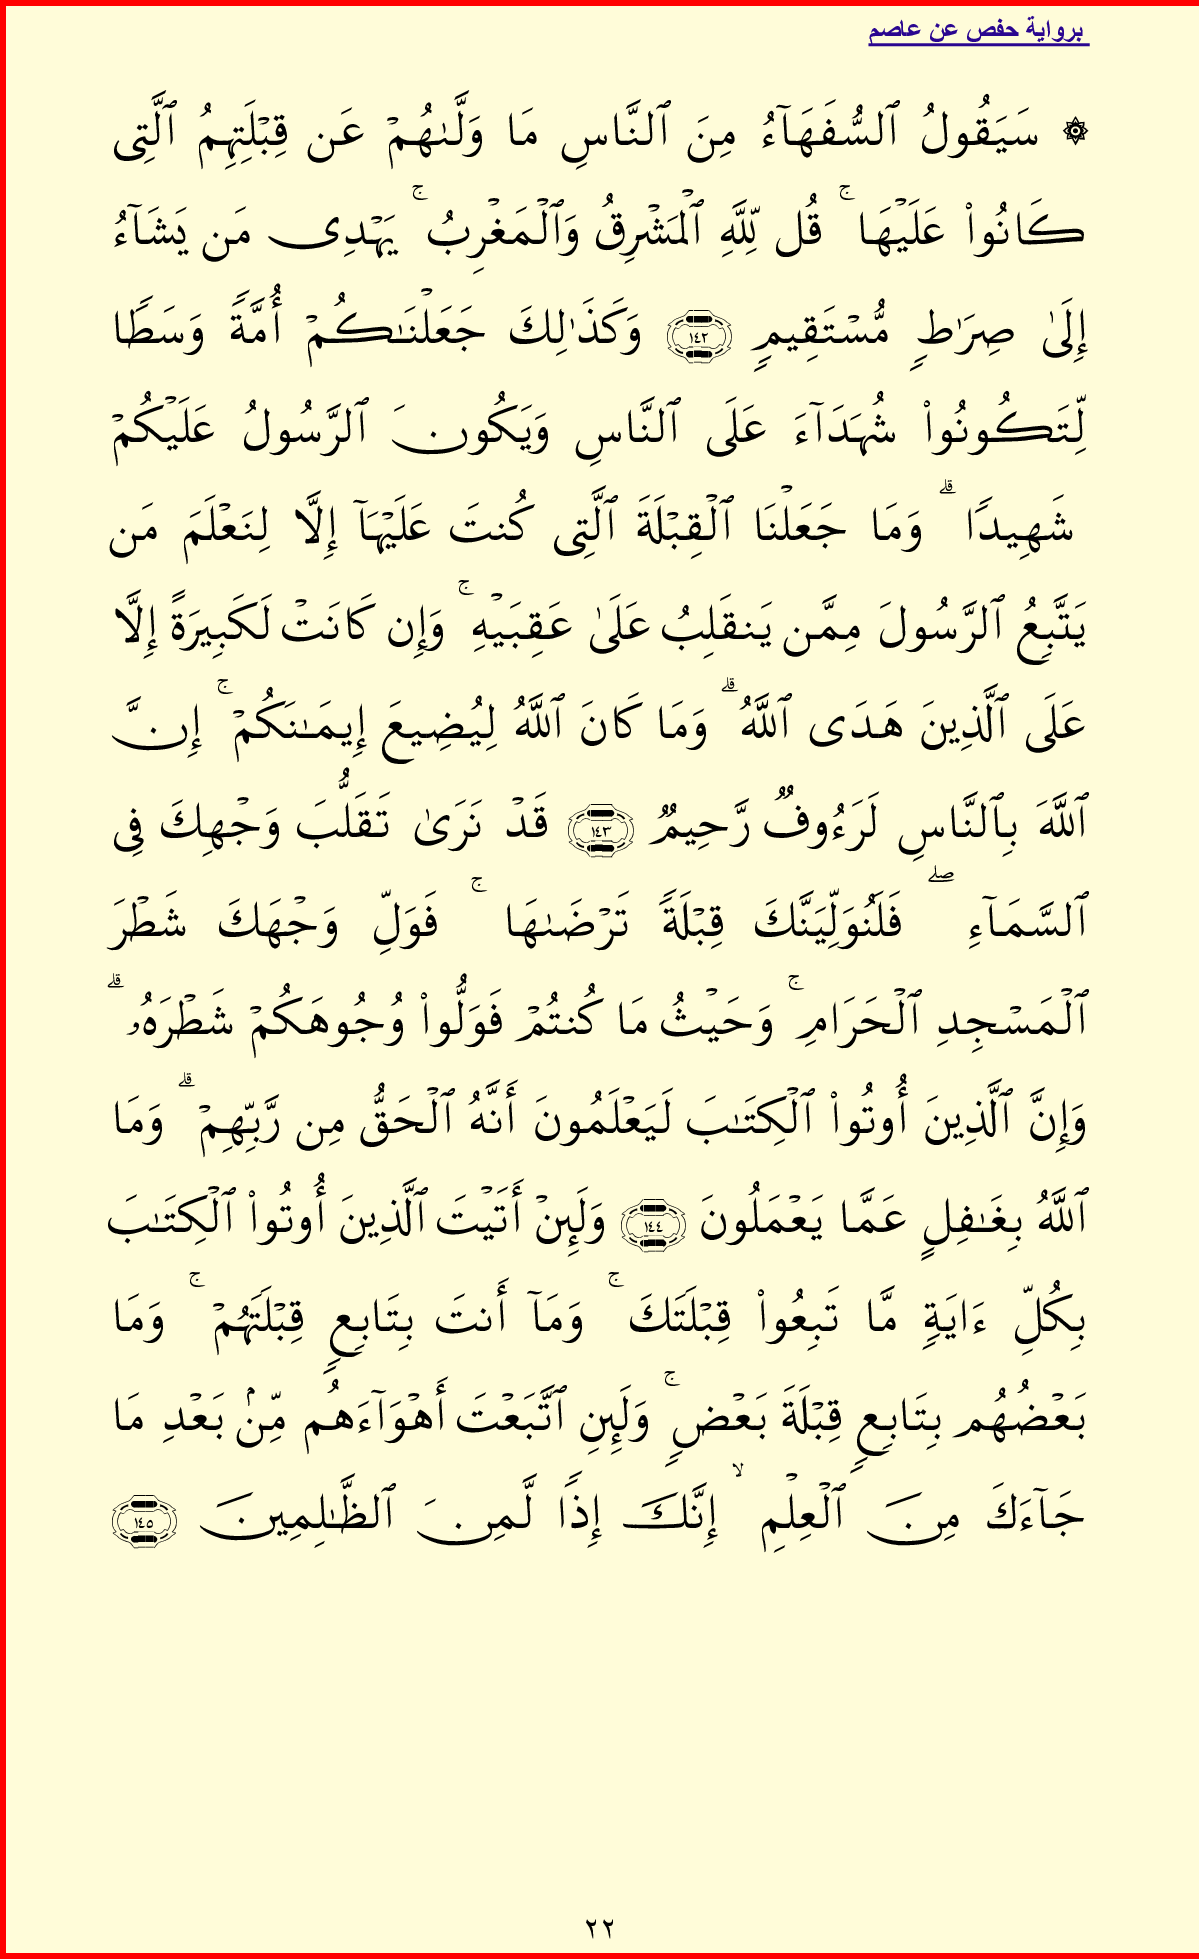 برواية حفص عن عاصم
۞ سَيَقُولُ ٱلسُّفَهَآءُ مِنَ ٱلنَّاسِ مَا وَلَّىٰهُمۡ عَن قِبۡلَتِهِمُ ٱلَّتِى
كَانُوا۟ عَلَيۡهَا ۚ قُل لِّلَّهِ ٱلۡمَشۡرِقُ وَٱلۡمَغۡرِبُ ۚ يَهۡدِى مَن يَشَآءُ
إِلَىٰ صِرَٰطٍ مُّسۡتَقِيمٍ ١٤٢ وَكَذَٰلِكَ جَعَلۡنَـٰكُمۡ أُمَّةً وَسَطًا
لِّتَكُونُوا۟ شُهَدَآءَ عَلَى ٱلنَّاسِ وَيَكُونَ ٱلرَّسُولُ عَلَيۡكُمۡ
شَهِيدًا ۗ وَمَا جَعَلۡنَا ٱلۡقِبۡلَةَ ٱلَّتِى كُنتَ عَلَيۡهَآ إِلَّا لِنَعۡلَمَ مَن
يَتَّبِعُ ٱلرَّسُولَ مِمَّن يَنقَلِبُ عَلَىٰ عَقِبَيۡهِ ۚ وَإِن كَانَتۡ لَكَبِيرَةً إِلَّا
عَلَى ٱلَّذِينَ هَدَى ٱللَّهُ ۗ وَمَا كَانَ ٱللَّهُ لِيُضِيعَ إِيمَـٰنَكُمۡ ۚ إِنَّ
ٱللَّهَ بِٱلنَّاسِ لَرَءُوفٌ رَّحِيمٌ ١٤٣ قَدۡ نَرَىٰ تَقَلُّبَ وَجۡهِكَ فِى
ٱلسَّمَآءِ ۖ فَلَنُوَلِّيَنَّكَ قِبۡلَةً تَرۡضَىٰهَا ۚ فَوَلِّ وَجۡهَكَ شَطۡرَ
ٱلۡمَسۡجِدِ ٱلۡحَرَامِ ۚ وَحَيۡثُ مَا كُنتُمۡ فَوَلُّوا۟ وُجُوهَكُمۡ شَطۡرَهُۥ ۗ
وَإِنَّ ٱلَّذِينَ أُوتُوا۟ ٱلۡكِتَـٰبَ لَيَعۡلَمُونَ أَنَّهُ ٱلۡحَقُّ مِن رَّبِّهِمۡ ۗ وَمَا
ٱللَّهُ بِغَـٰفِلٍ عَمَّا يَعۡمَلُونَ ١٤٤ وَلَئِنۡ أَتَيۡتَ ٱلَّذِينَ أُوتُوا۟ ٱلۡكِتَـٰبَ
بِكُلِّ ءَايَةٍ مَّا تَبِعُوا۟ قِبۡلَتَكَ ۚ وَمَآ أَنتَ بِتَابِعٍ قِبۡلَتَهُمۡ ۚ وَمَا
بَعۡضُهُم بِتَابِعٍ قِبۡلَةَ بَعۡضٍ ۚ وَلَئِنِ ٱتَّبَعۡتَ أَهۡوَآءَهُم مِّنۢ بَعۡدِ مَا
جَآءَكَ مِنَ ٱلۡعِلۡمِ ۙ إِنَّكَ إِذًا لَّمِنَ ٱلظَّـٰلِمِينَ ١٤٥
٢٢